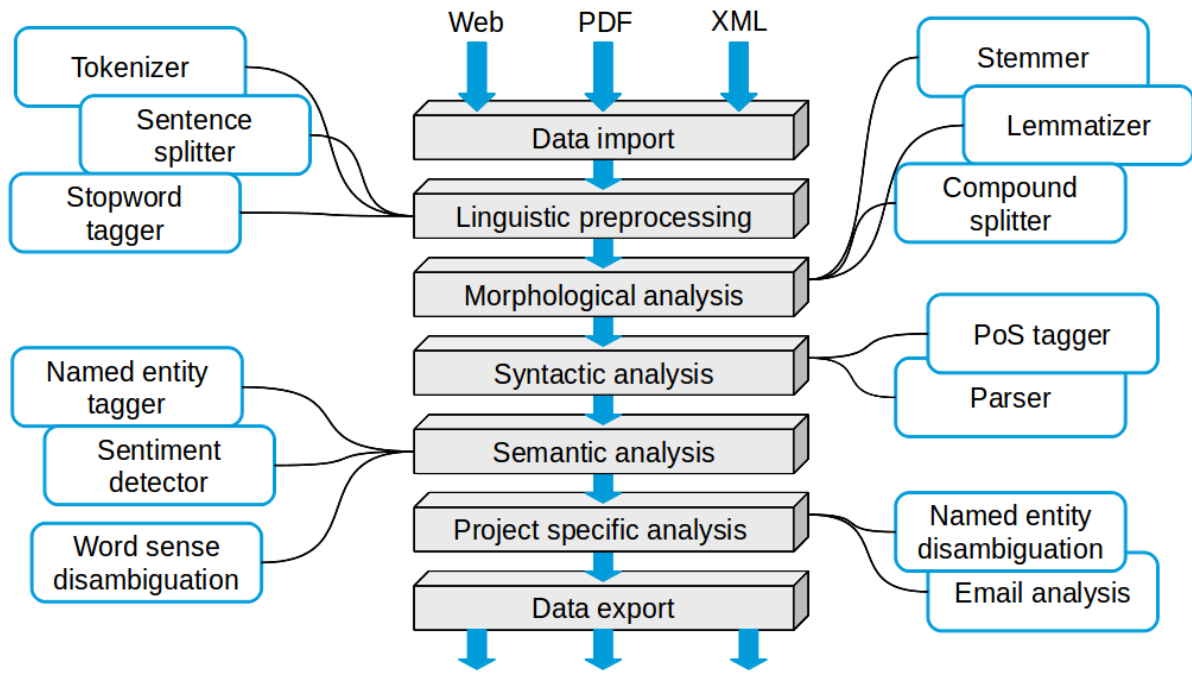 Web
PDF
XML
Tokenizer
Sentence
splitter
Stopword
tagger
Data import
Linguistic preprocessing
Morphological analysis
Stemmer
Lemmatizer
Compound
splitter
Syntactic analysis
PoS tagger
Parser
Named entity
tagger
Sentiment
detector
Word sense
disambiguation
Semantic analysis
Project specific analysis
Named entity
disambiguation
Email analysis
Data export